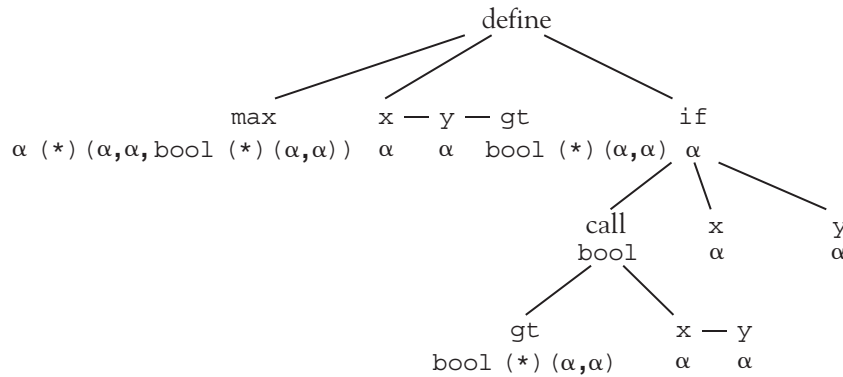 define
max x y gt if
α (*)(α,α,bool (*)(α,α)) α α bool (*)(α,α) α
call x y
bool α α
gt x y
bool (*)(α,α) α α